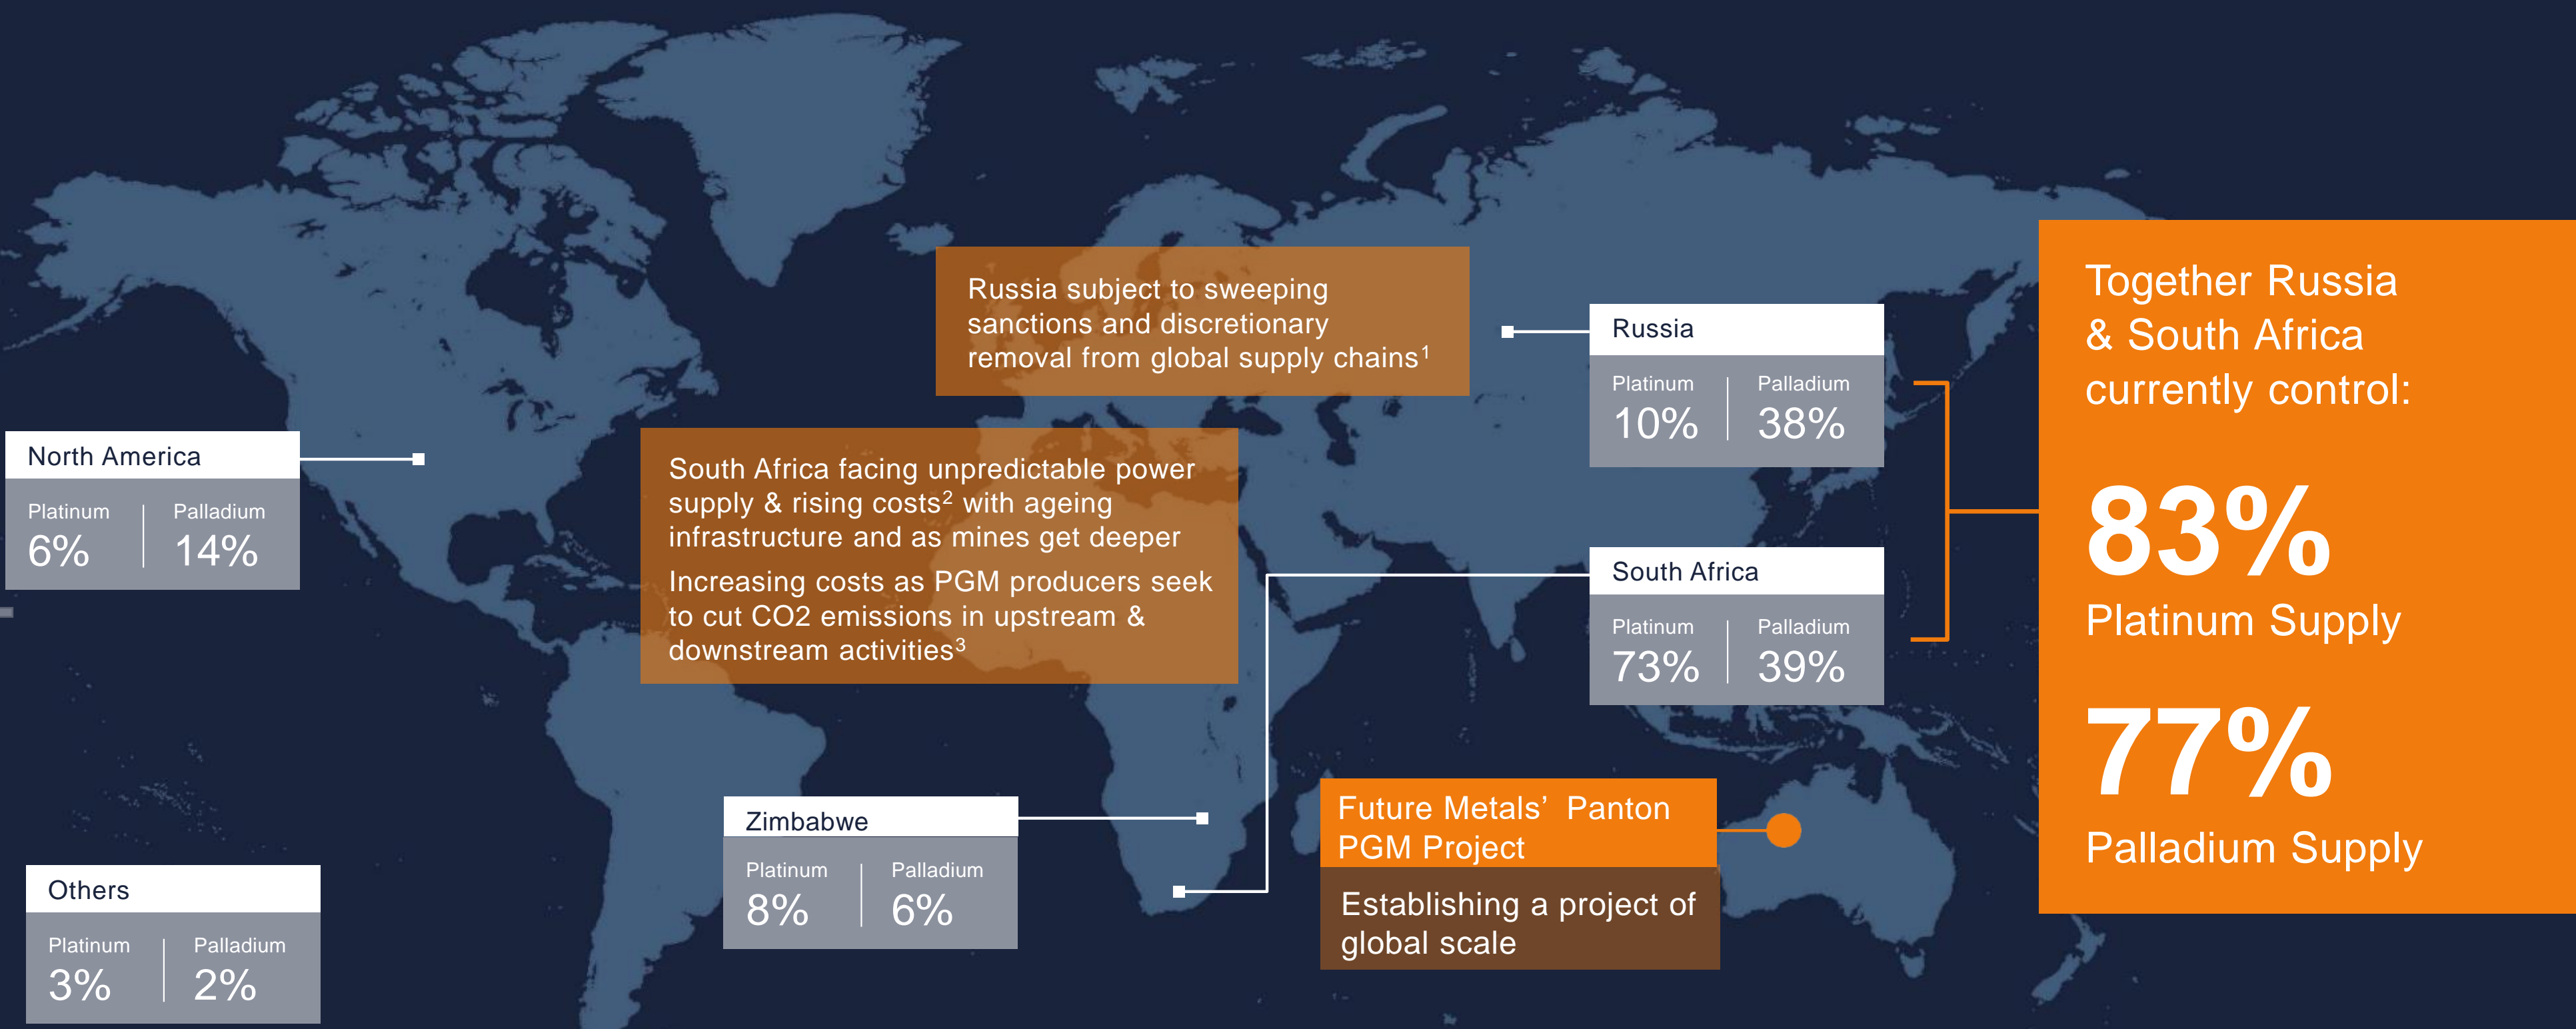 Russia subject to sweeping
sanctions and discretionary
removal from global supply chains¹
Russia
Platinum
Palladium
10%
38%
Together Russia
& South Africa
currently control:
83%
Platinum Supply
77%
Palladium Supply
North America
Platinum
Palladium
6%
14%
South Africa facing unpredictable power
supply & rising costs² with ageing
infrastructure and as mines get deeper
Increasing costs as PGM producers seek
to cut CO2 emissions in upstream &
downstream activities³
South Africa
Platinum
Palladium
73%
39%
Zimbabwe
Platinum
Palladium
8%
6%
Future Metals’ Panton
PGM Project
Establishing a project of
global scale
Others
Platinum
Palladium
3%
2%